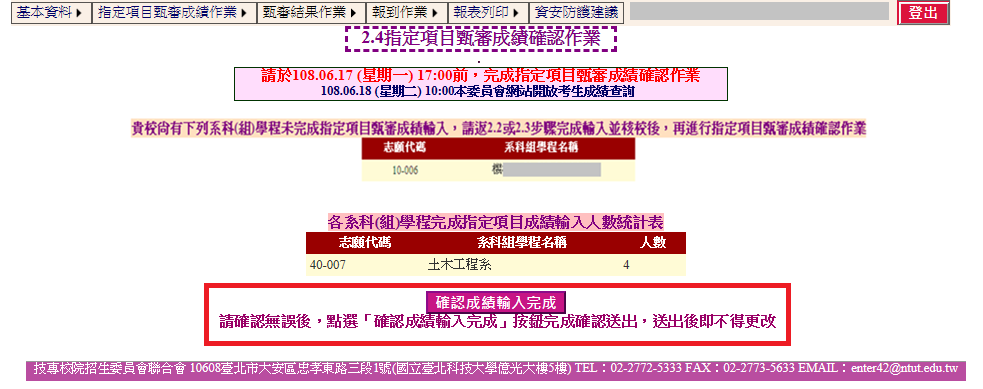 基本資料 指定項目甄審成績作業 甄審結果作業 報到作業 報表列印 資安防護建議 登出
2.4指定項目甄審成績確認作業
請於108.06.17 (星期一) 17:00前，完成指定項目甄審成績確認作業
108.06.18 (星期二) 10:00本委員會網站開放考生成績查詢
貴校尚有下列系科(組)學程未完成指定項目甄審成績輸入，請返2.2或2.3步驟完成輸入並核校後，再進行指定項目甄審成績確認作業
志願代碼 系科組學程名稱
10-006
各系科(組)學程完成指定項目成績輸入人數統計表
志願代碼 系科組學程名稱 人數
40-007 土木工程系 4
確認成績輸入完成
請確認無誤後，點選「確認成績輸入完成」按鈕完成確認送出，送出後即不得更改
技專校院招生委員會聯合會 10608臺北市大安區忠孝東路三段1號(國立臺北科技大學億光大樓5樓) TEL：02-2772-5333 FAX：02-2773-5633 EMAIL：enter42@ntut.edu.tw